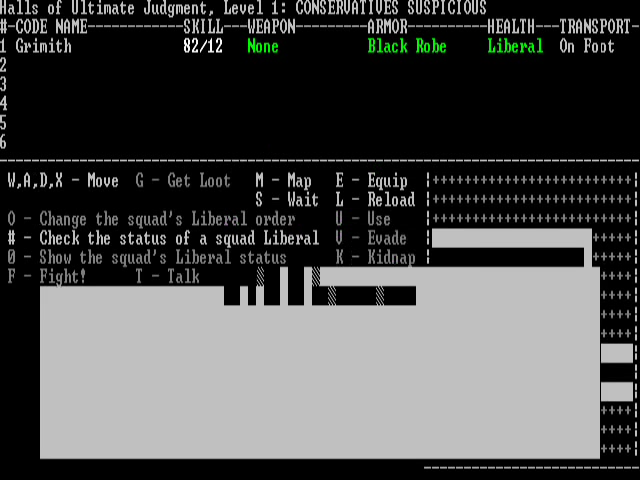 Halls of Ultimate Judgment, Level 1: CONSERVATIVES SUSPICIOUS
#-CODE NAME------------SKILL---WEAPON---------ARMOR----------HEALTH---TRANSPORT-
1 Grimith 82/12 None Black Robe Liberal On Foot
2
3
4
5
6
W,A,D,X - Move G - Get Loot M - Map E - Equip
S - Wait L - Reload
O - Change the squad's Liberal order U - Use
# - Check the status of a squad Liberal V - Evade
0 - Show the squad's Liberal status K - Kidnap
F - Fight! T - Talk